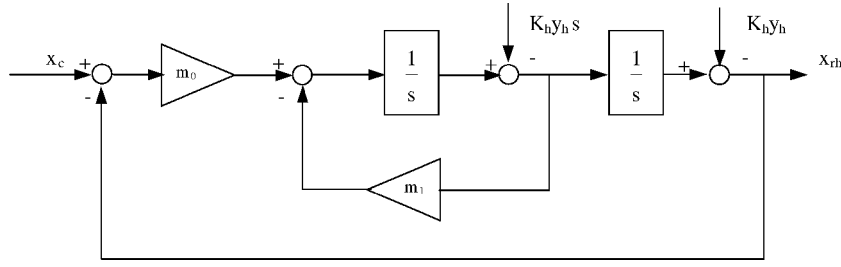 K_h y_h s
K_h y_h
x_c
+
-
m_0
+
-
1
s
+
-
1
s
+
-
x_rh
m_1